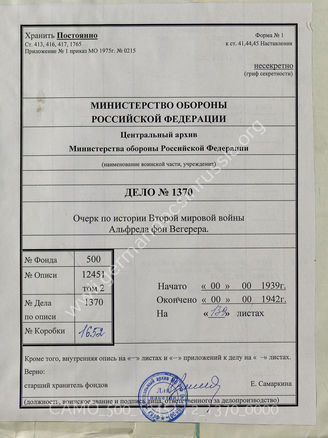 Хранить Постоянно
Форма № 1
Ст. 413, 416, 417, 1765
к ст. 41,44,45 Наставления
Приложение № 1 приказ МО 1975г. № 0215
несекретно
(гриф секретности)
МИНИСТЕРСТВО ОБОРОНЫ
РОССИЙСКОЙ ФЕДЕРАЦИИ
Центральный архив
Министерства обороны Российской Федерации
(наименование воинской части, учреждения)
ДЕЛО № 1370
Очерк по истории Второй мировой войны
Альфреда фон Вегерера.
№ Фонда 500
№ Описи 12451
том 2
№ Дела 1370
по описи
№ Коробки 1652
Начато « 00 » 00 1939г.
Окончено « 00 » 00 1942г.
На листах
Кроме того, внутренняя опись на «–» листах и «–» приложений к делу на – листах.
Верно:
старший хранитель фондов Е. Самаркина
(должность, воинское звание и подпись лица, ответственного за делопроизводство)